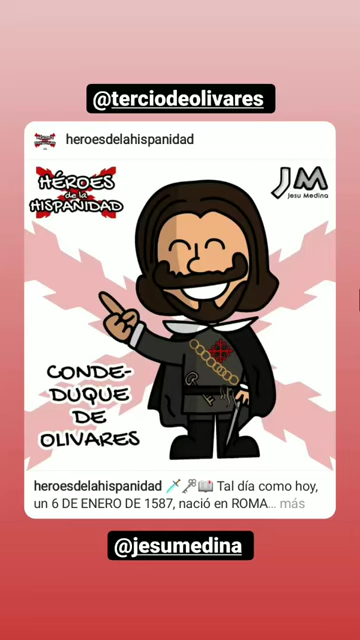 @terciodeolivares
heroesdelahispanidad
HÉROES
de la
HISPANIDAD
JM
Jesu Medina
CONDE-
DUQUE
DE
OLIVARES
heroesdelahispanidad 🗡️🗝️📖 Tal día como hoy,
un 6 DE ENERO DE 1587, nació en ROMA... más
@jesumedina